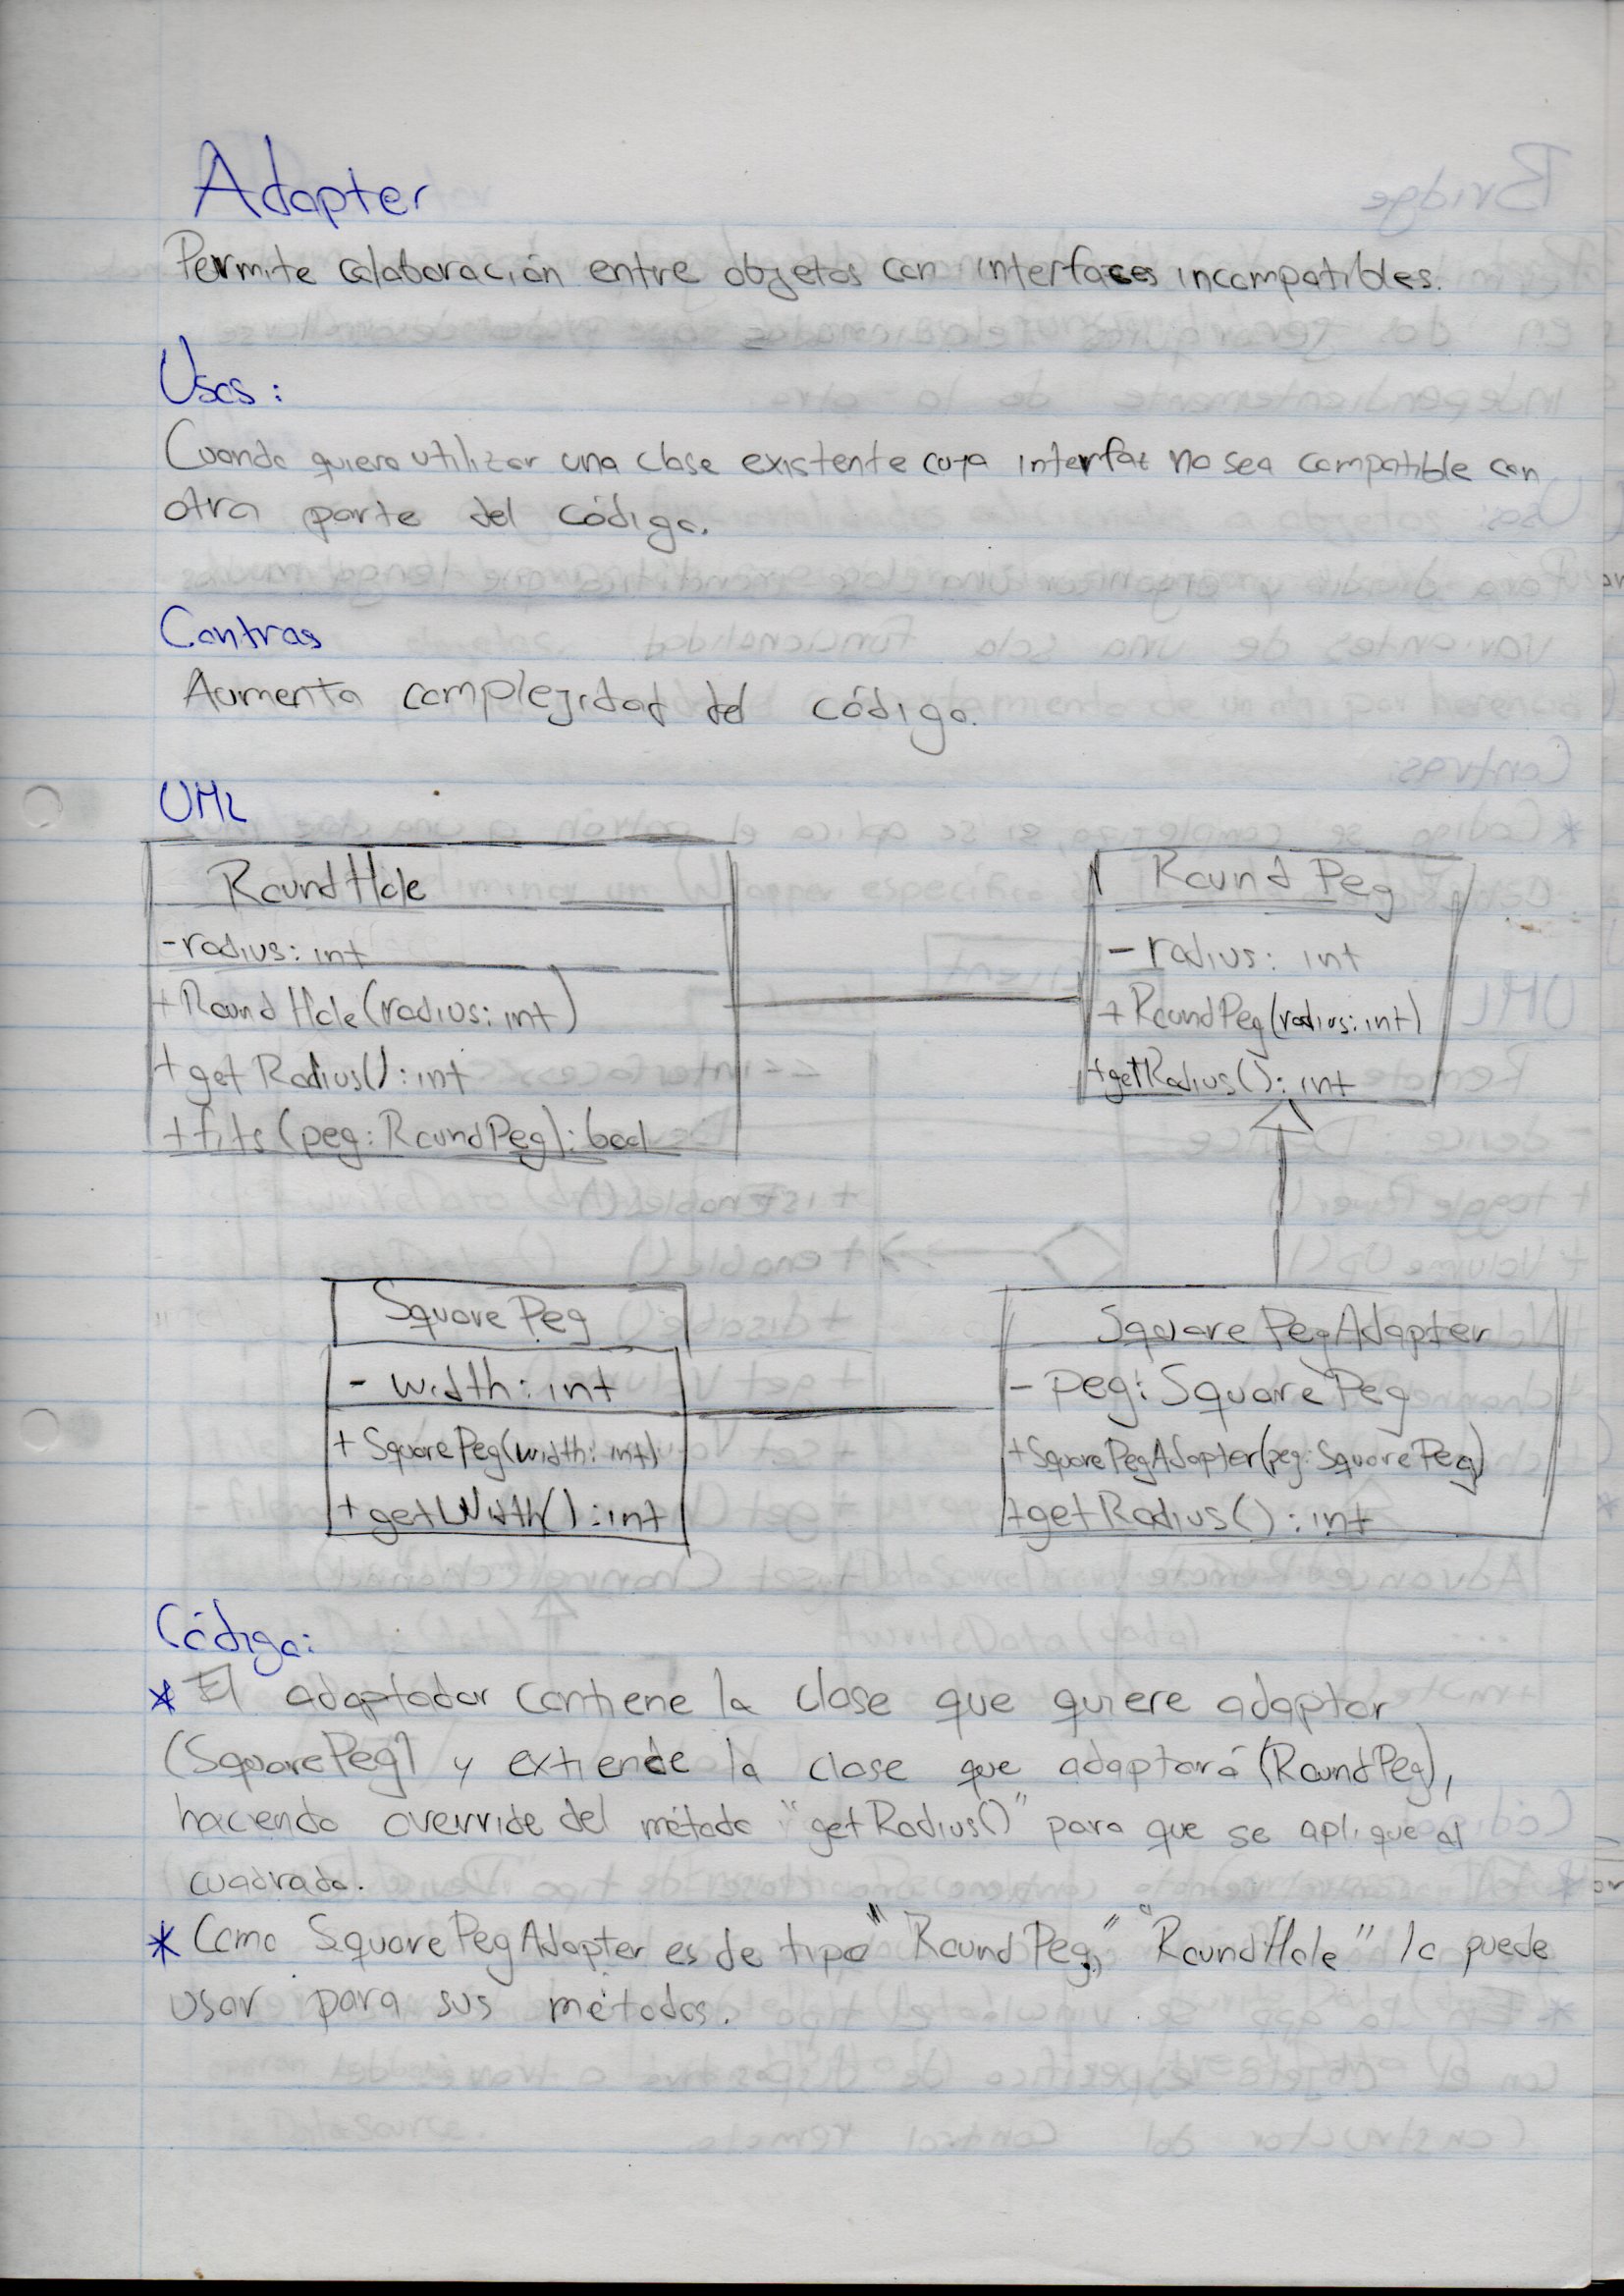 Adapter
Permite colaboración entre objetos con interfaces incompatibles.
Usos:
Cuando quiero utilizar una clase existente cuya interfaz no sea compatible con
otra parte del código.
Contras
Aumenta complejidad del código.
UML
RoundHole
-radius: int
+RoundHole(radius: int)
+getRadius(): int
+fits(peg: RoundPeg): bool
Round Peg
- radius: int
+RoundPeg(radius: int)
+getRadius(): int
SquarePeg
- width: int
+ SquarePeg(width: int)
+ getWidth(): int
SquarePegAdapter
- peg: SquarePeg
+SquarePegAdapter(peg: SquarePeg)
+getRadius(): int
Código:
* El adaptador contiene la clase que quiere adaptar
(SquarePeg) y extiende la clase que adaptará (RoundPeg),
haciendo override del método "getRadius()" para que se aplique al
cuadrado.
* Como SquarePegAdapter es de tipo "RoundPeg," "RoundHole" lo puede
usar para sus métodos.